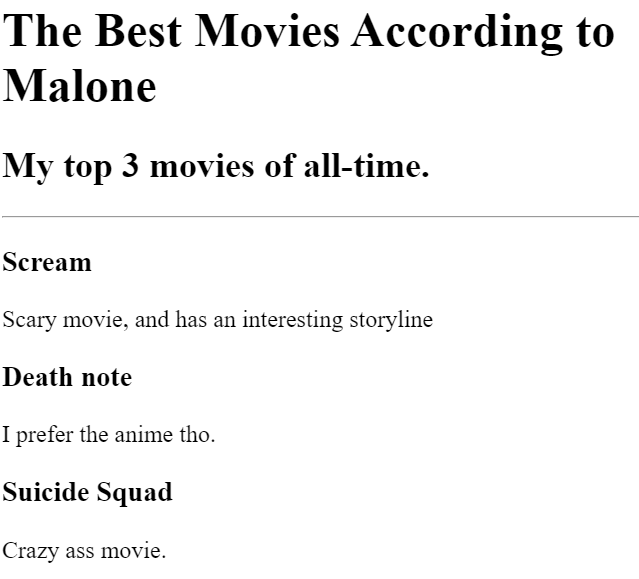 The Best Movies According to
Malone
My top 3 movies of all-time.
Scream
Scary movie, and has an interesting storyline
Death note
I prefer the anime tho.
Suicide Squad
Crazy ass movie.